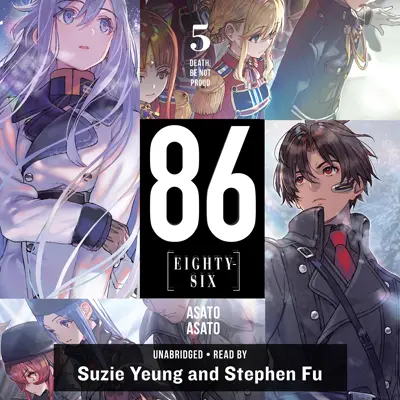 5
DEATH,
BE NOT
PROUD
86
[EIGHTY-
SIX]
ASATO
ASATO
UNABRIDGED • READ BY
Suzie Yeung and Stephen Fu